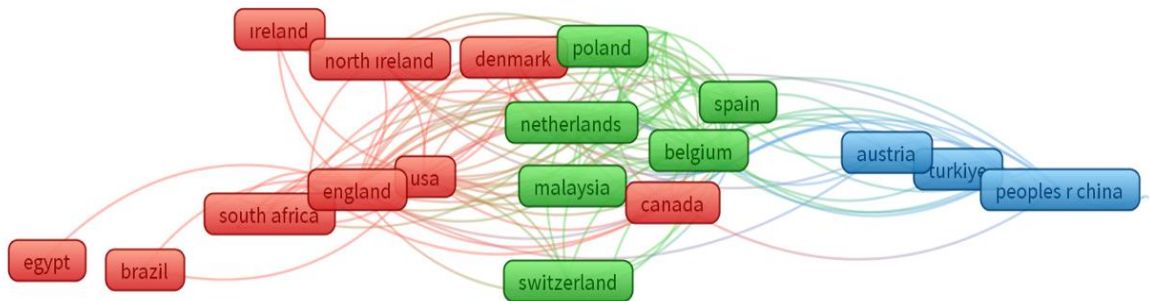 ıreland
north ıreland
denmark
poland
spain
netherlands
belgium
austria
turkiye
peoples r china
usa
england
malaysia
canada
south africa
egypt
brazil
switzerland